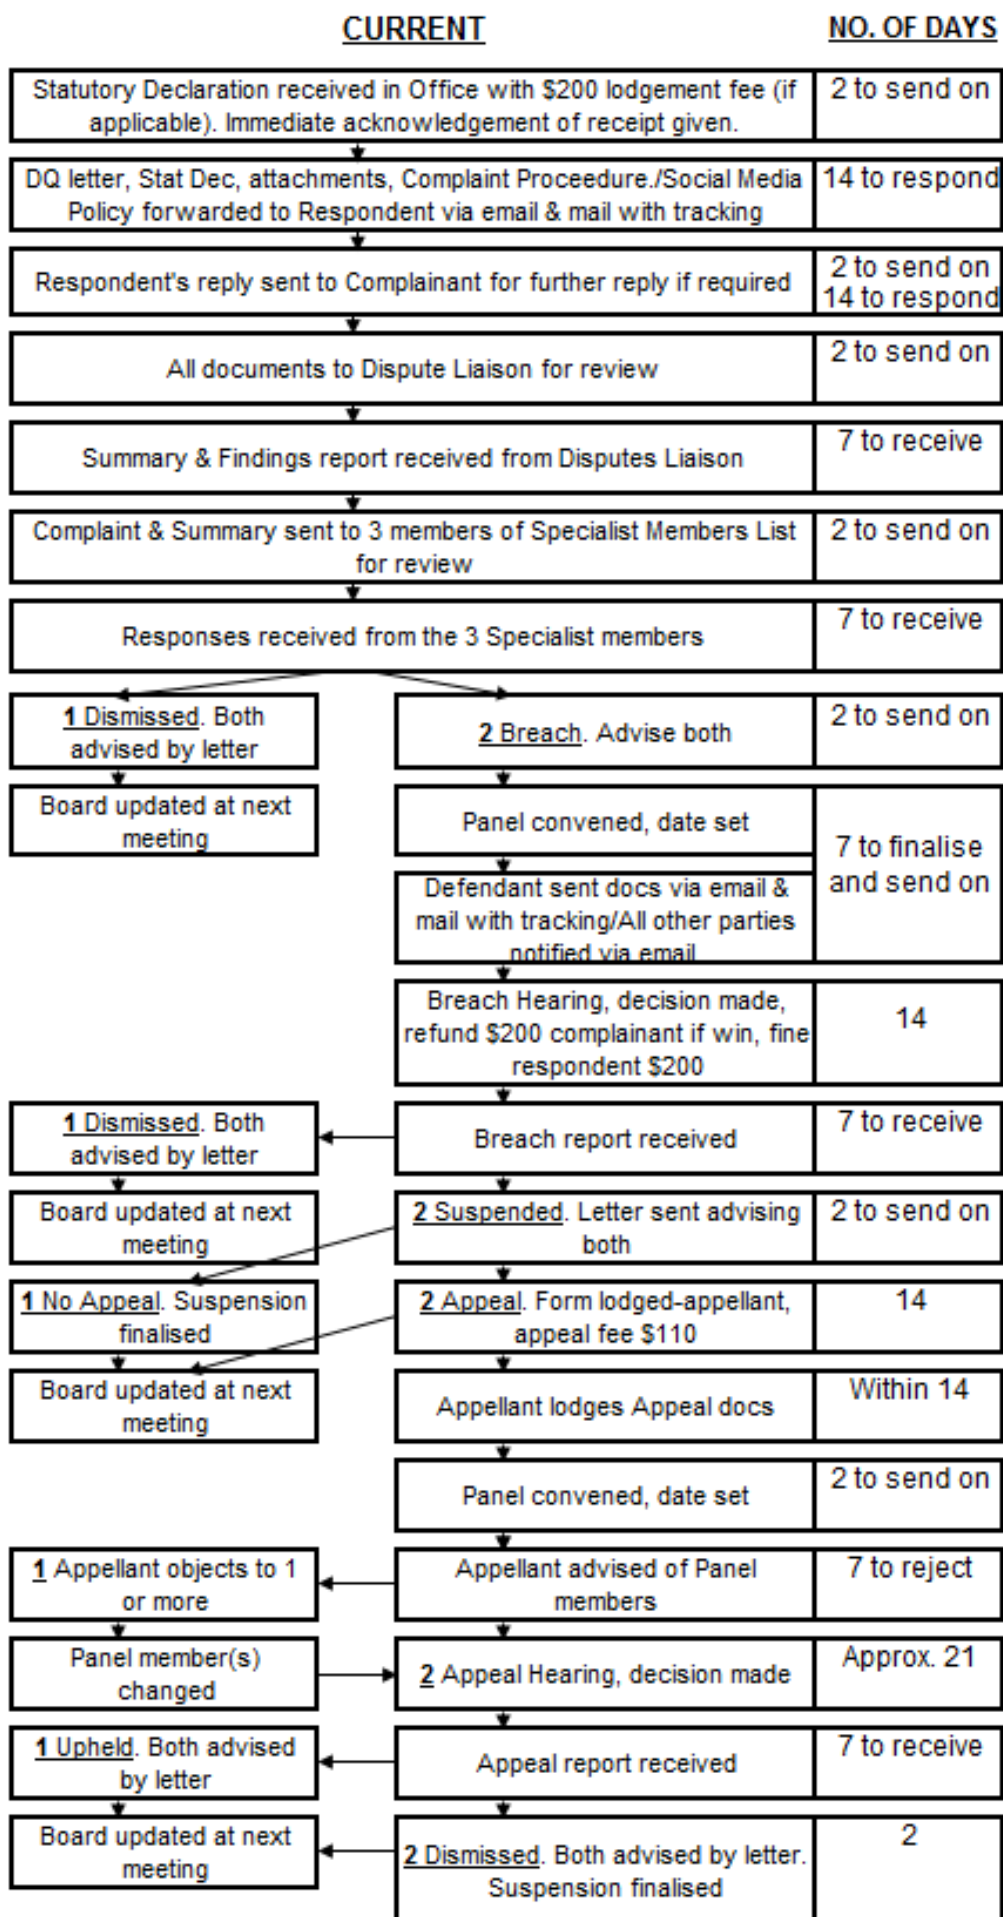 CURRENT
NO. OF DAYS
Statutory Declaration received in Office with $200 lodgement fee (if
applicable). Immediate acknowledgement of receipt given.
2 to send on
DQ letter, Stat Dec, attachments, Complaint Proceedure./Social Media
Policy forwarded to Respondent via email & mail with tracking
14 to respond
Respondent's reply sent to Complainant for further reply if required
2 to send on
14 to respond
All documents to Dispute Liaison for review
2 to send on
Summary & Findings report received from Disputes Liaison
7 to receive
Complaint & Summary sent to 3 members of Specialist Members List
for review
2 to send on
Responses received from the 3 Specialist members
7 to receive
1 Dismissed. Both
advised by letter
2 Breach. Advise both
2 to send on
Board updated at next
meeting
Panel convened, date set
7 to finalise
and send on
Defendant sent docs via email &
mail with tracking/All other parties
notified via email
Breach Hearing, decision made,
refund $200 complainant if win, fine
respondent $200
14
1 Dismissed. Both
advised by letter
Breach report received
7 to receive
Board updated at next
meeting
2 Suspended. Letter sent advising
both
2 to send on
1 No Appeal. Suspension
finalised
2 Appeal. Form lodged-appellant,
appeal fee $110
14
Board updated at next
meeting
Appellant lodges Appeal docs
Within 14
Panel convened, date set
2 to send on
1 Appellant objects to 1
or more
Appellant advised of Panel
members
7 to reject
Panel member(s)
changed
2 Appeal Hearing, decision made
Approx. 21
1 Upheld. Both advised
by letter
Appeal report received
7 to receive
Board updated at next
meeting
2 Dismissed. Both advised by letter.
Suspension finalised
2